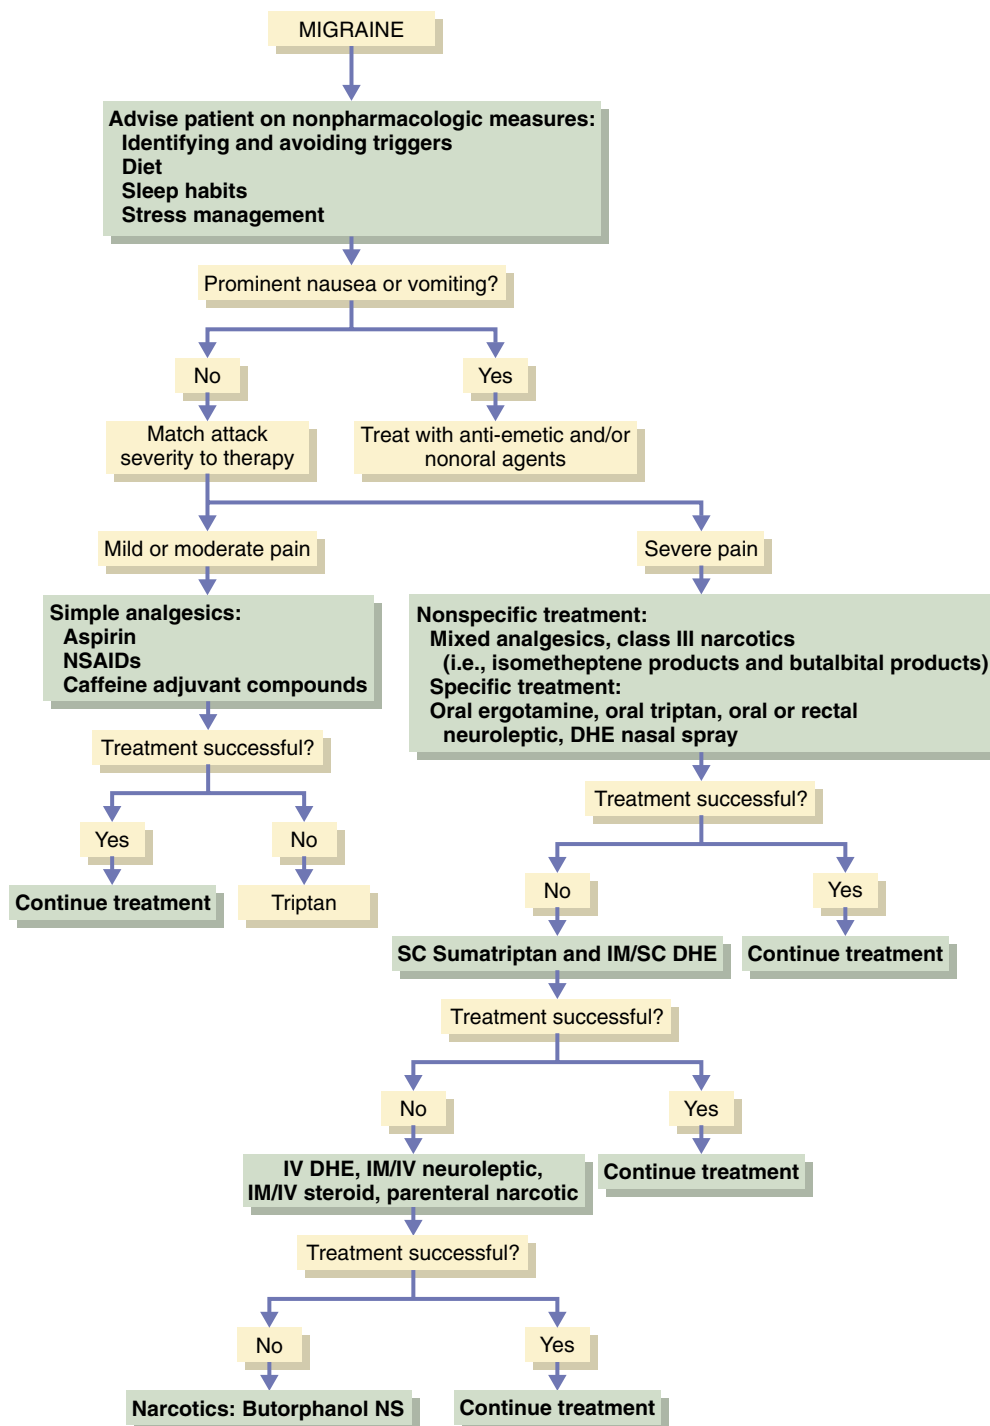 MIGRAINE
Advise patient on nonpharmacologic measures:
Identifying and avoiding triggers
Diet
Sleep habits
Stress management
Prominent nausea or vomiting?
No
Yes
Match attack
severity to therapy
Treat with anti-emetic and/or
nonoral agents
Mild or moderate pain
Severe pain
Simple analgesics:
Aspirin
NSAIDs
Caffeine adjuvant compounds
Nonspecific treatment:
Mixed analgesics, class III narcotics
(i.e., isometheptene products and butalbital products)
Specific treatment:
Oral ergotamine, oral triptan, oral or rectal
neuroleptic, DHE nasal spray
Treatment successful?
Yes
No
Continue treatment
Triptan
Treatment successful?
No
Yes
SC Sumatriptan and IM/SC DHE
Continue treatment
Treatment successful?
No
Yes
IV DHE, IM/IV neuroleptic,
IM/IV steroid, parenteral narcotic
Continue treatment
Treatment successful?
No
Yes
Narcotics: Butorphanol NS
Continue treatment